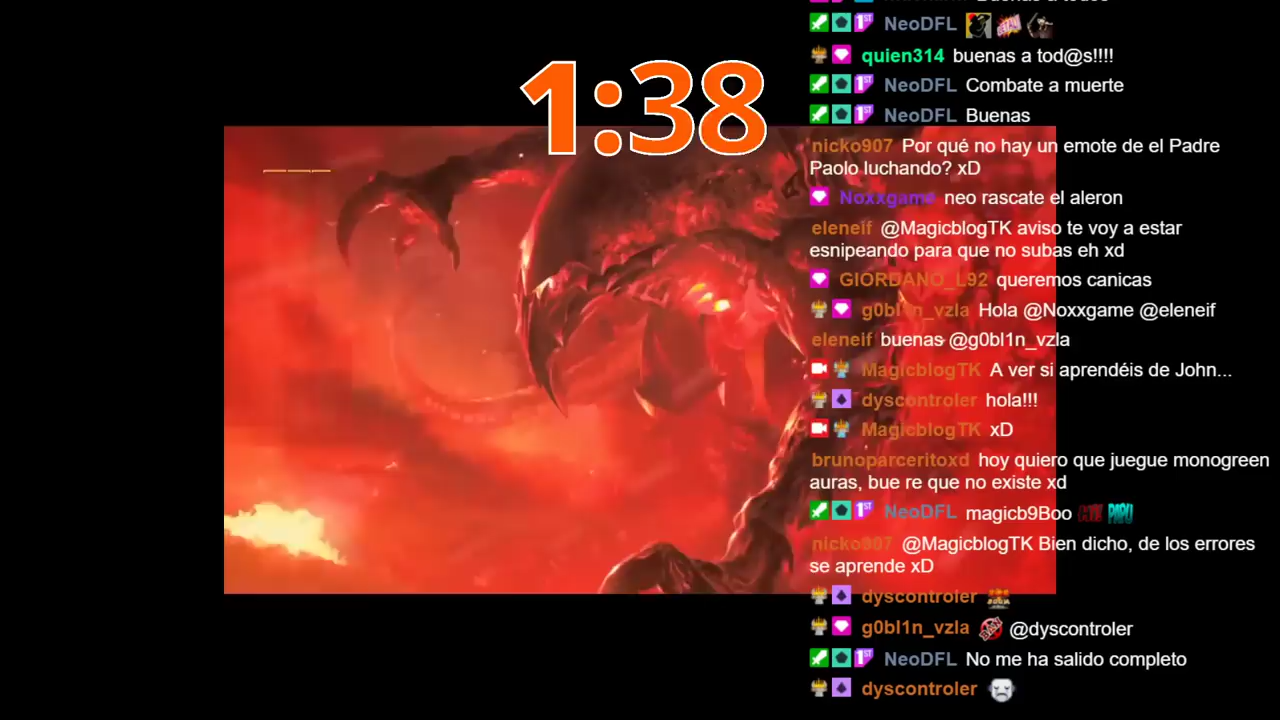 1:38
NeoDFL
quien314 buenas a tod@s!!!!
NeoDFL Combate a muerte
NeoDFL Buenas
nicko907 Por qué no hay un emote de el Padre
Paolo luchando? xD
Noxxgame neo rascate el aleron
eleneif @MagicblogTK aviso te voy a estar
esnipeando para que no subas eh xd
GIORDANO_L92 queremos canicas
g0bl1n_vzla Hola @Noxxgame @eleneif
eleneif buenas @g0bl1n_vzla
MagicblogTK A ver si aprendéis de John...
dyscontroler hola!!!
MagicblogTK xD
brunoparceritoxd hoy quiero que juegue monogreen
auras, bue re que no existe xd
NeoDFL magicb9Boo
nicko907 @MagicblogTK Bien dicho, de los errores
se aprende xD
dyscontroler
g0bl1n_vzla @dyscontroler
NeoDFL No me ha salido completo
dyscontroler